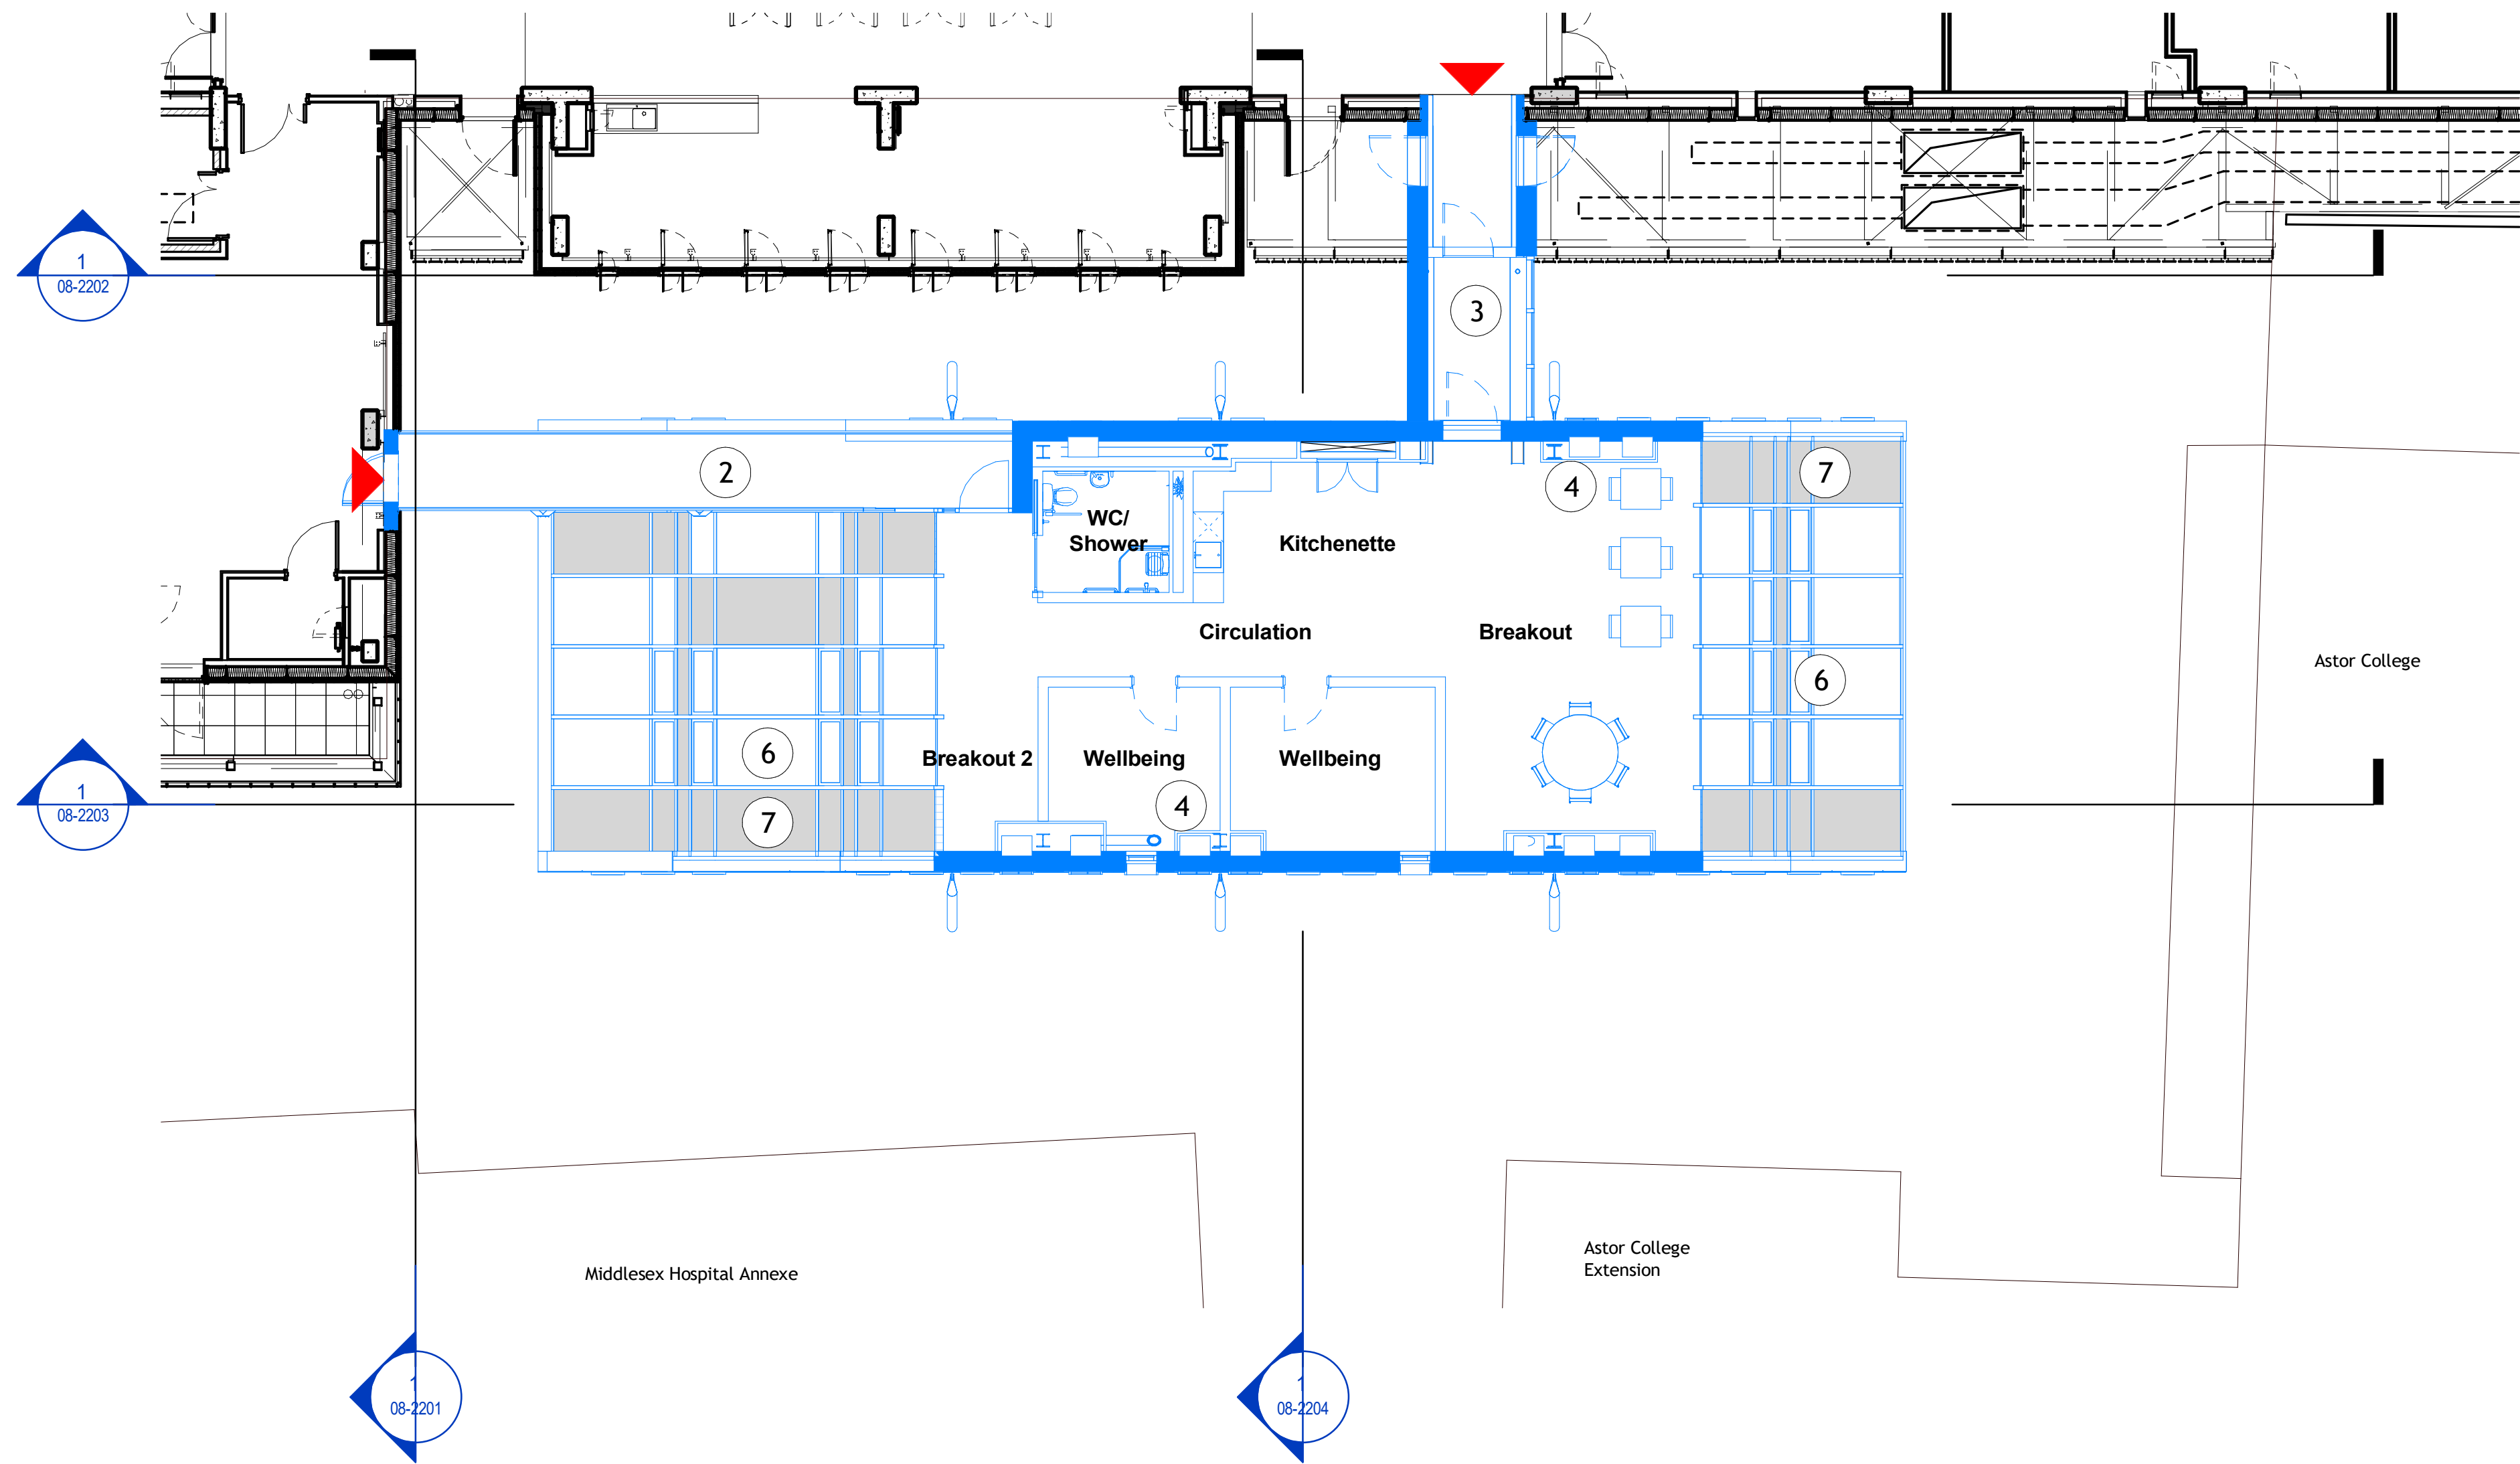 1
08-2202
3
2
4
7
WC/
Shower
Kitchenette
Circulation
Breakout
Astor College
6
6
Breakout 2
Wellbeing
Wellbeing
1
08-2203
4
7
Middlesex Hospital Annexe
Astor College
Extension
1
08-2201
1
08-2204